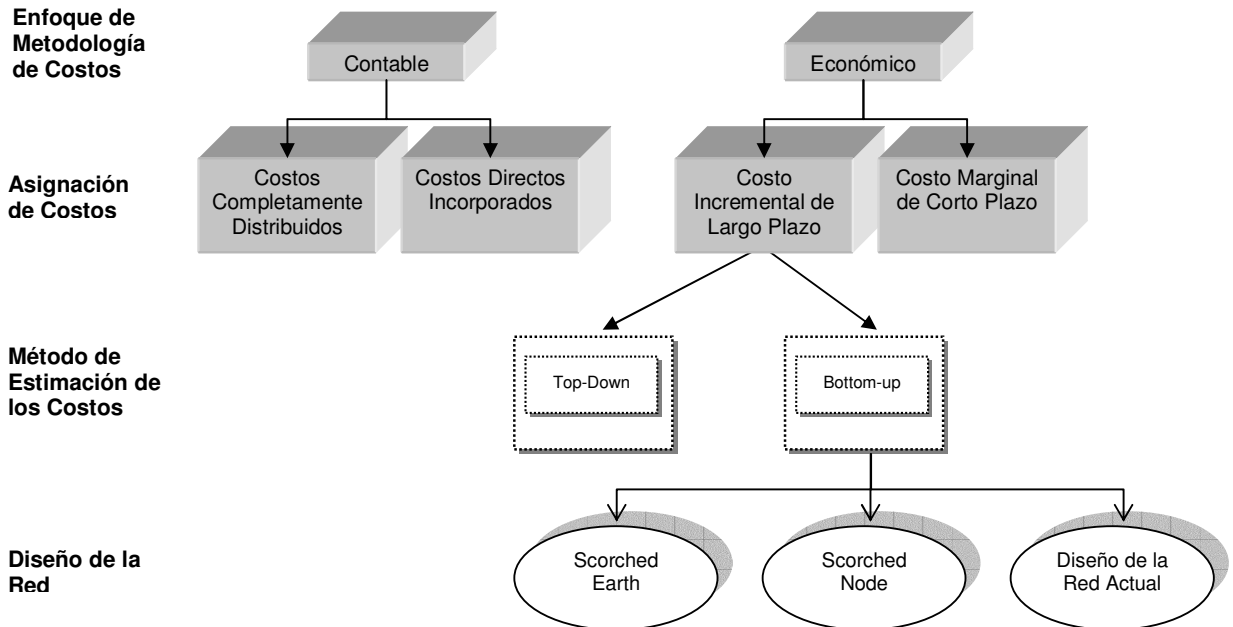 Enfoque de
Metodología
de Costos
Contable
Económico
Asignación
de Costos
Costos
Completamente
Distribuidos
Costos Directos
Incorporados
Costo
Incremental de
Largo Plazo
Costo Marginal
de Corto Plazo
Método de
Estimación de
los Costos
Top-Down
Bottom-up
Diseño de la
Red
Scorched
Earth
Scorched
Node
Diseño de la
Red Actual